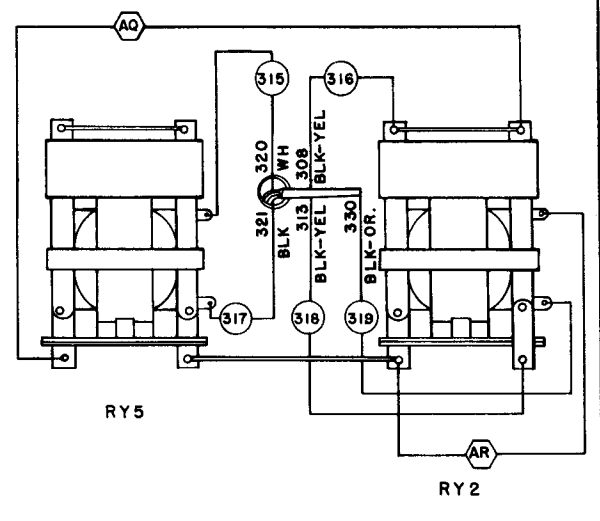 AQ
315
316
320
WH
308
BLK-YEL
321
BLK
313
BLK-YEL
330
BLK-OR.
317
318
319
RY5
AR
RY2